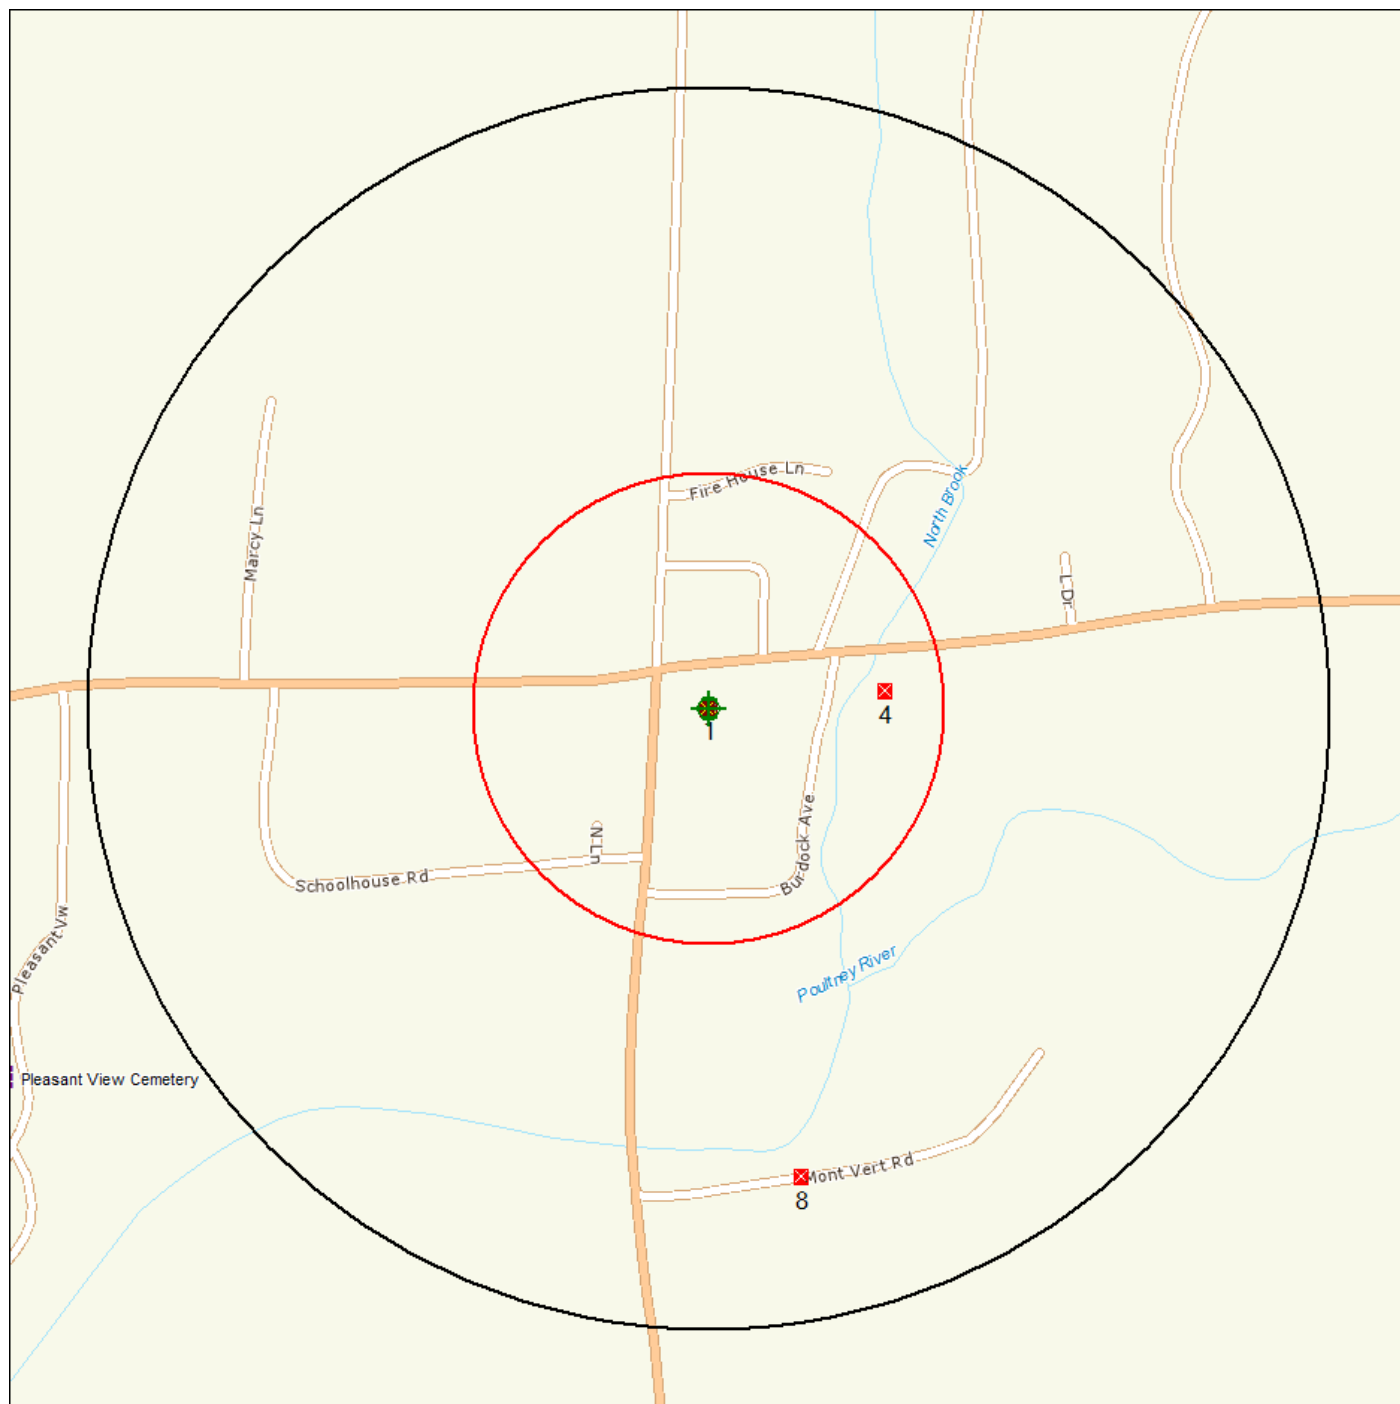 Fire House Ln
North Brook
Marcy Ln
L Dr
4
1
N Ln
Burdock Ave
Schoolhouse Rd
Pleasant Vw
Poultney River
Pleasant View Cemetery
Mont Vert Rd
8